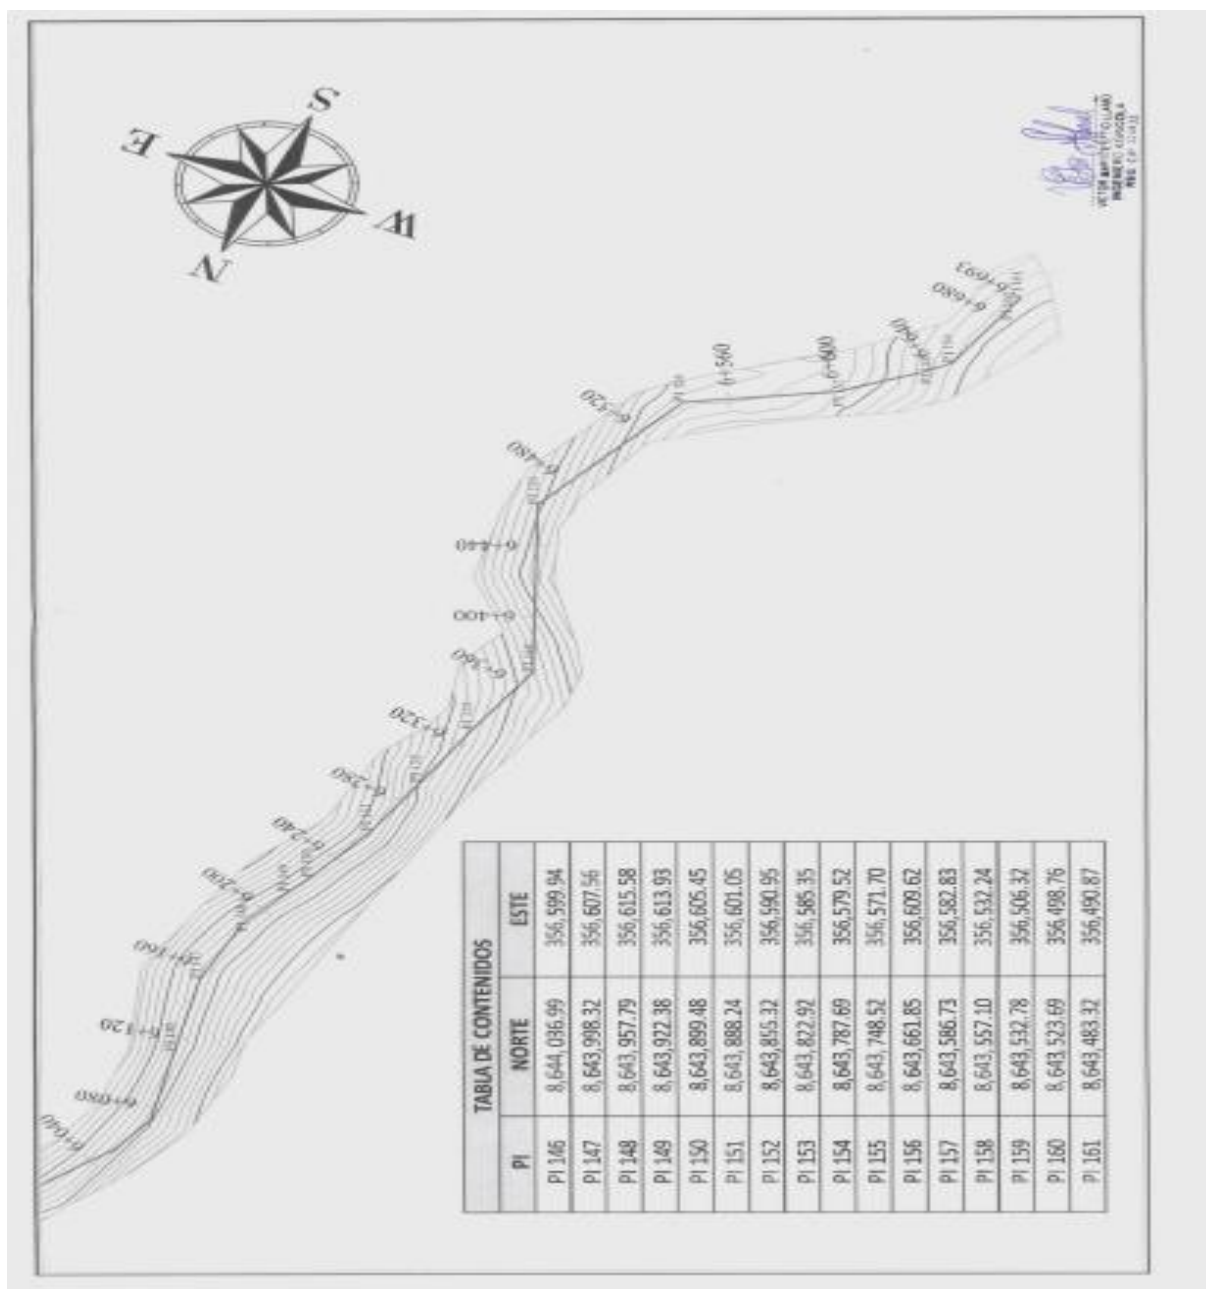 S
E
W
N
6+040
6+080
6+120
6+160
6+200
6+240
6+280
6+320
6+360
6+400
6+440
6+480
6+520
6+560
6+600
6+640
6+680
6+693
TABLA DE CONTENIDOS
PI NORTE ESTE
PI 146 8,644,036.99 356,599.94
PI 147 8,643,998.32 356,607.56
PI 148 8,643,957.79 356,615.58
PI 149 8,643,922.38 356,613.93
PI 150 8,643,899.48 356,605.45
PI 151 8,643,888.24 356,601.05
PI 152 8,643,855.32 356,590.95
PI 153 8,643,822.92 356,585.35
PI 154 8,643,787.69 356,579.52
PI 155 8,643,748.52 356,571.70
PI 156 8,643,661.85 356,609.62
PI 157 8,643,586.73 356,582.83
PI 158 8,643,557.10 356,532.24
PI 159 8,643,532.78 356,506.32
PI 160 8,643,523.69 356,498.76
PI 161 8,643,483.32 356,490.87
INGENIERO AGRICOLA